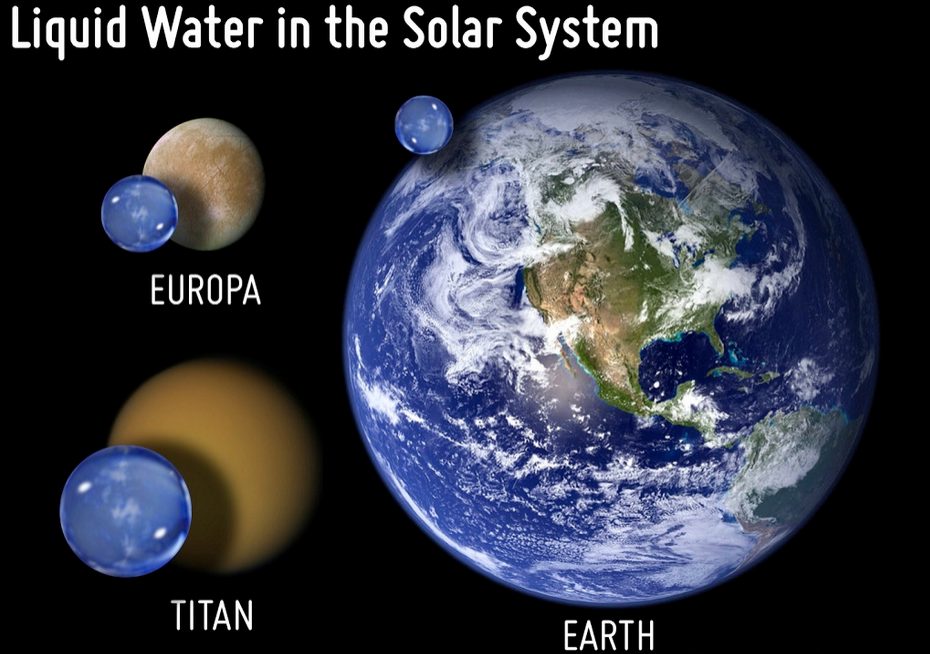 Liquid Water in the Solar System
EUROPA
TITAN
EARTH